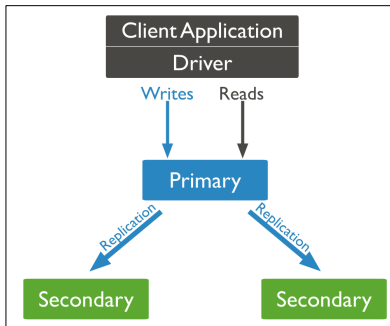 Client Application
Driver
Writes Reads
Primary
Replication Replication
Secondary Secondary